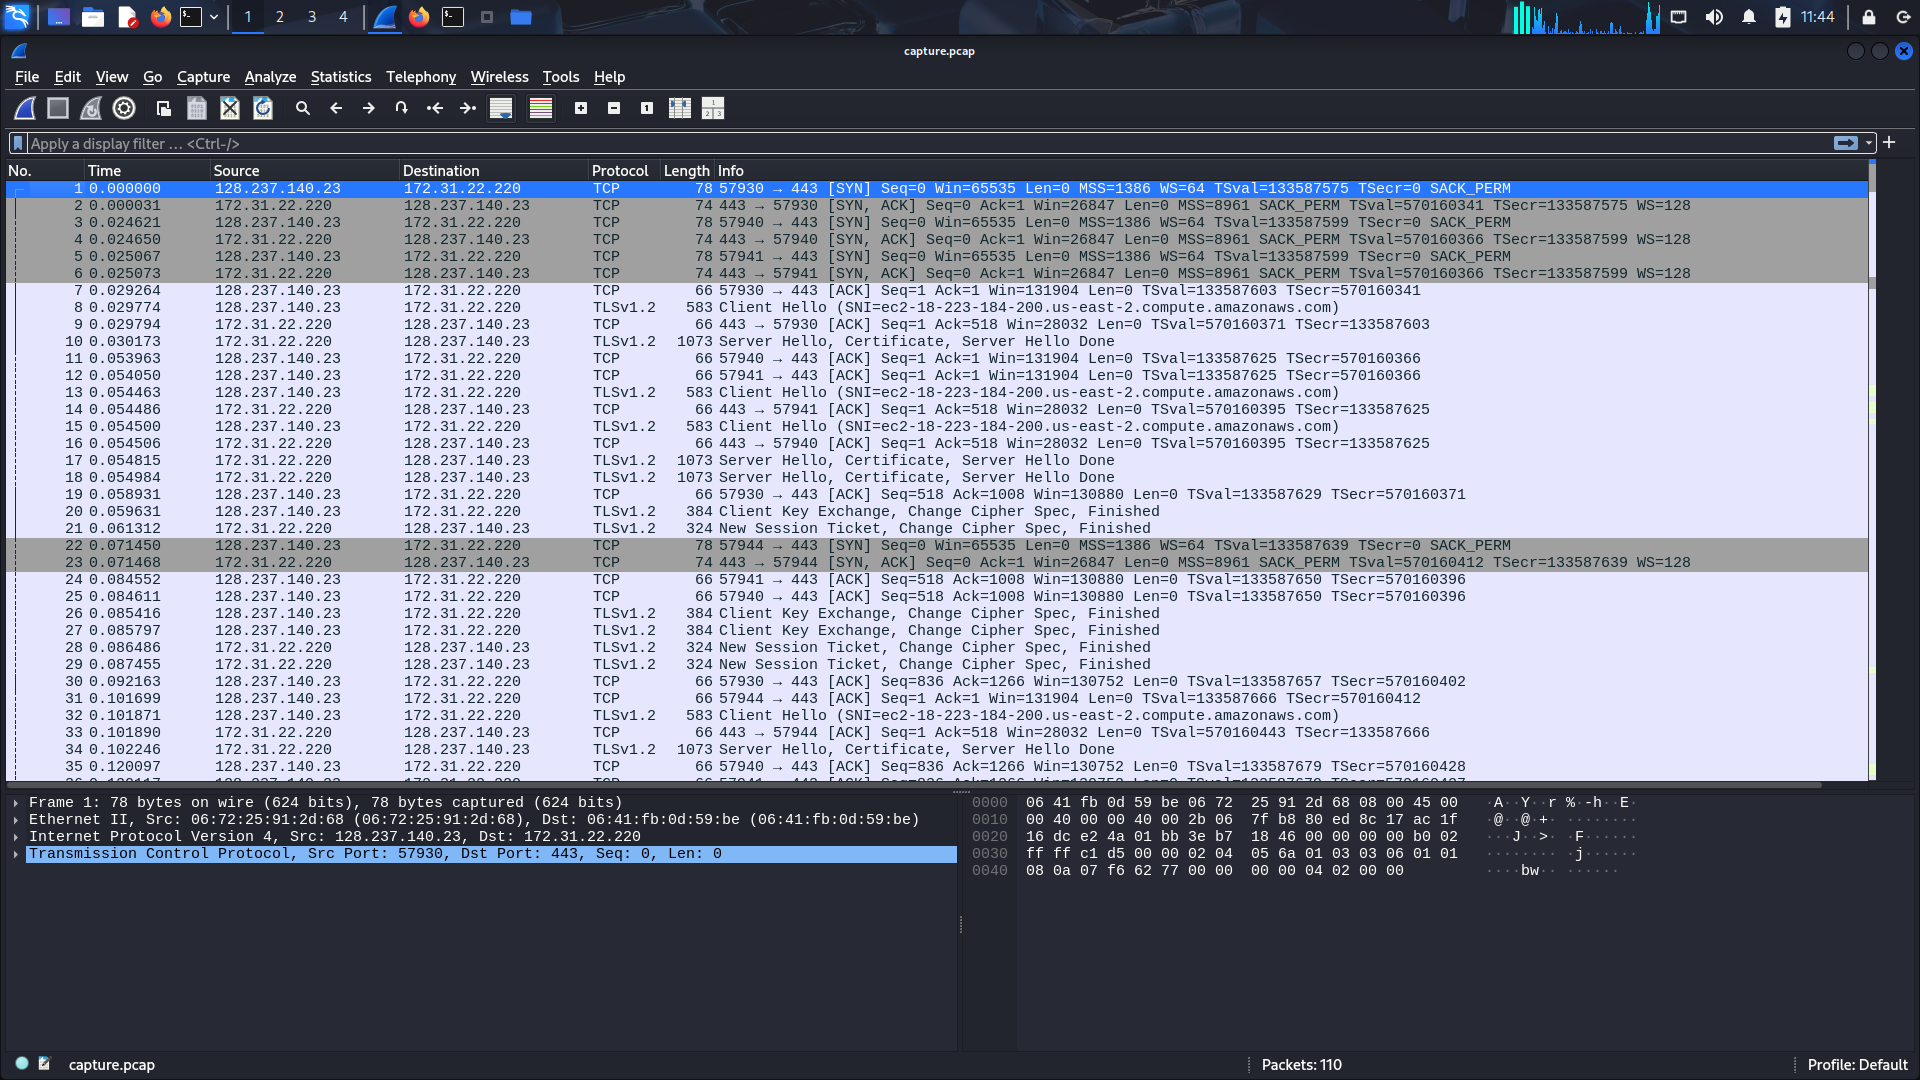 1 2 3 4 11:44
capture.pcap
File Edit View Go Capture Analyze Statistics Telephony Wireless Tools Help
Apply a display filter … <Ctrl-/>
No. Time Source Destination Protocol Length Info
1 0.000000 128.237.140.23 172.31.22.220 TCP 78 57930 → 443 [SYN] Seq=0 Win=65535 Len=0 MSS=1386 WS=64 TSval=133587575 TSecr=0 SACK_PERM
2 0.000031 172.31.22.220 128.237.140.23 TCP 74 443 → 57930 [SYN, ACK] Seq=0 Ack=1 Win=26847 Len=0 MSS=8961 SACK_PERM TSval=570160341 TSecr=133587575 WS=128
3 0.024621 128.237.140.23 172.31.22.220 TCP 78 57940 → 443 [SYN] Seq=0 Win=65535 Len=0 MSS=1386 WS=64 TSval=133587599 TSecr=0 SACK_PERM
4 0.024650 172.31.22.220 128.237.140.23 TCP 74 443 → 57940 [SYN, ACK] Seq=0 Ack=1 Win=26847 Len=0 MSS=8961 SACK_PERM TSval=570160366 TSecr=133587599 WS=128
5 0.025067 128.237.140.23 172.31.22.220 TCP 78 57941 → 443 [SYN] Seq=0 Win=65535 Len=0 MSS=1386 WS=64 TSval=133587599 TSecr=0 SACK_PERM
6 0.025073 172.31.22.220 128.237.140.23 TCP 74 443 → 57941 [SYN, ACK] Seq=0 Ack=1 Win=26847 Len=0 MSS=8961 SACK_PERM TSval=570160366 TSecr=133587599 WS=128
7 0.029264 128.237.140.23 172.31.22.220 TCP 66 57930 → 443 [ACK] Seq=1 Ack=1 Win=131904 Len=0 TSval=133587603 TSecr=570160341
8 0.029774 128.237.140.23 172.31.22.220 TLSv1.2 583 Client Hello (SNI=ec2-18-223-184-200.us-east-2.compute.amazonaws.com)
9 0.029794 172.31.22.220 128.237.140.23 TCP 66 443 → 57930 [ACK] Seq=1 Ack=518 Win=28032 Len=0 TSval=570160371 TSecr=133587603
10 0.030173 172.31.22.220 128.237.140.23 TLSv1.2 1073 Server Hello, Certificate, Server Hello Done
11 0.053963 128.237.140.23 172.31.22.220 TCP 66 57940 → 443 [ACK] Seq=1 Ack=1 Win=131904 Len=0 TSval=133587625 TSecr=570160366
12 0.054050 128.237.140.23 172.31.22.220 TCP 66 57941 → 443 [ACK] Seq=1 Ack=1 Win=131904 Len=0 TSval=133587625 TSecr=570160366
13 0.054463 128.237.140.23 172.31.22.220 TLSv1.2 583 Client Hello (SNI=ec2-18-223-184-200.us-east-2.compute.amazonaws.com)
14 0.054486 172.31.22.220 128.237.140.23 TCP 66 443 → 57941 [ACK] Seq=1 Ack=518 Win=28032 Len=0 TSval=570160395 TSecr=133587625
15 0.054500 128.237.140.23 172.31.22.220 TLSv1.2 583 Client Hello (SNI=ec2-18-223-184-200.us-east-2.compute.amazonaws.com)
16 0.054506 172.31.22.220 128.237.140.23 TCP 66 443 → 57940 [ACK] Seq=1 Ack=518 Win=28032 Len=0 TSval=570160395 TSecr=133587625
17 0.054815 172.31.22.220 128.237.140.23 TLSv1.2 1073 Server Hello, Certificate, Server Hello Done
18 0.054984 172.31.22.220 128.237.140.23 TLSv1.2 1073 Server Hello, Certificate, Server Hello Done
19 0.058931 128.237.140.23 172.31.22.220 TCP 66 57930 → 443 [ACK] Seq=518 Ack=1008 Win=130880 Len=0 TSval=133587629 TSecr=570160371
20 0.059631 128.237.140.23 172.31.22.220 TLSv1.2 384 Client Key Exchange, Change Cipher Spec, Finished
21 0.061312 172.31.22.220 128.237.140.23 TLSv1.2 324 New Session Ticket, Change Cipher Spec, Finished
22 0.071450 128.237.140.23 172.31.22.220 TCP 78 57944 → 443 [SYN] Seq=0 Win=65535 Len=0 MSS=1386 WS=64 TSval=133587639 TSecr=0 SACK_PERM
23 0.071468 172.31.22.220 128.237.140.23 TCP 74 443 → 57944 [SYN, ACK] Seq=0 Ack=1 Win=26847 Len=0 MSS=8961 SACK_PERM TSval=570160412 TSecr=133587639 WS=128
24 0.084552 128.237.140.23 172.31.22.220 TCP 66 57941 → 443 [ACK] Seq=518 Ack=1008 Win=130880 Len=0 TSval=133587650 TSecr=570160396
25 0.084611 128.237.140.23 172.31.22.220 TCP 66 57940 → 443 [ACK] Seq=518 Ack=1008 Win=130880 Len=0 TSval=133587650 TSecr=570160396
26 0.085416 128.237.140.23 172.31.22.220 TLSv1.2 384 Client Key Exchange, Change Cipher Spec, Finished
27 0.085797 128.237.140.23 172.31.22.220 TLSv1.2 384 Client Key Exchange, Change Cipher Spec, Finished
28 0.086486 172.31.22.220 128.237.140.23 TLSv1.2 324 New Session Ticket, Change Cipher Spec, Finished
29 0.087455 172.31.22.220 128.237.140.23 TLSv1.2 324 New Session Ticket, Change Cipher Spec, Finished
30 0.092163 128.237.140.23 172.31.22.220 TCP 66 57930 → 443 [ACK] Seq=836 Ack=1266 Win=130752 Len=0 TSval=133587657 TSecr=570160402
31 0.101699 128.237.140.23 172.31.22.220 TCP 66 57944 → 443 [ACK] Seq=1 Ack=1 Win=131904 Len=0 TSval=133587666 TSecr=570160412
32 0.101871 128.237.140.23 172.31.22.220 TLSv1.2 583 Client Hello (SNI=ec2-18-223-184-200.us-east-2.compute.amazonaws.com)
33 0.101890 172.31.22.220 128.237.140.23 TCP 66 443 → 57944 [ACK] Seq=1 Ack=518 Win=28032 Len=0 TSval=570160443 TSecr=133587666
34 0.102246 172.31.22.220 128.237.140.23 TLSv1.2 1073 Server Hello, Certificate, Server Hello Done
35 0.120097 128.237.140.23 172.31.22.220 TCP 66 57940 → 443 [ACK] Seq=836 Ack=1266 Win=130752 Len=0 TSval=133587679 TSecr=570160428
Frame 1: 78 bytes on wire (624 bits), 78 bytes captured (624 bits)
Ethernet II, Src: 06:72:25:91:2d:68 (06:72:25:91:2d:68), Dst: 06:41:fb:0d:59:be (06:41:fb:0d:59:be)
Internet Protocol Version 4, Src: 128.237.140.23, Dst: 172.31.22.220
Transmission Control Protocol, Src Port: 57930, Dst Port: 443, Seq: 0, Len: 0
0000 06 41 fb 0d 59 be 06 72 25 91 2d 68 08 00 45 00 ·A··Y··r %·-h··E·
0010 00 40 00 00 40 00 2b 06 7f b8 80 ed 8c 17 ac 1f ·@··@·+· ········
0020 16 dc e2 4a 01 bb 3e b7 18 46 00 00 00 00 b0 02 ···J··>· ·F······
0030 ff ff c1 d5 00 00 02 04 05 6a 01 03 03 06 01 01 ········ ·j······
0040 08 0a 07 f6 62 77 00 00 00 00 04 02 00 00 ····bw·· ······
capture.pcap Packets: 110 Profile: Default